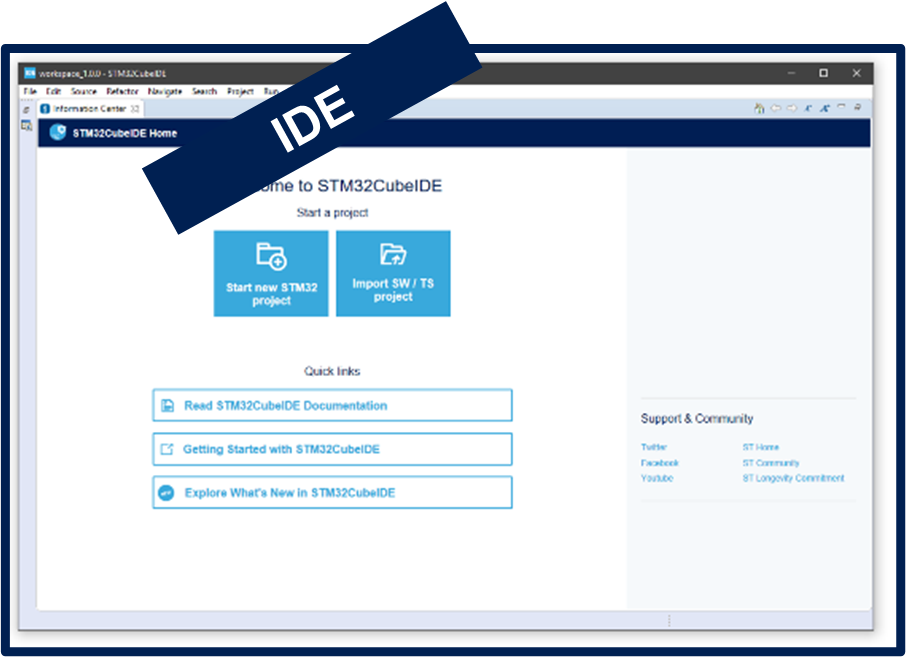 IDE
workspace_1.0.0 - STM32CubeIDE
File Edit Source Refactor Navigate Search Project Run
Information Center
STM32CubeIDE Home
ome to STM32CubeIDE
Start a project
Start new STM32
project
Import SW / TS
project
Quick links
Read STM32CubeIDE Documentation
Getting Started with STM32CubeIDE
Explore What's New in STM32CubeIDE
Support & Community
Twitter ST Home
Facebook ST Community
Youtube ST Longevity Commitment